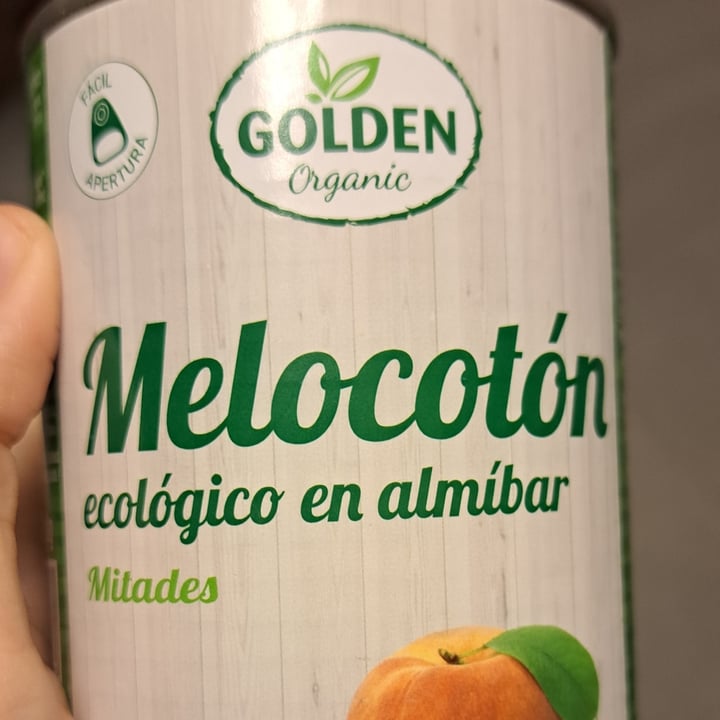 FÁCIL
APERTURA
GOLDEN
Organic
Melocotón
ecológico en almíbar
Mitades